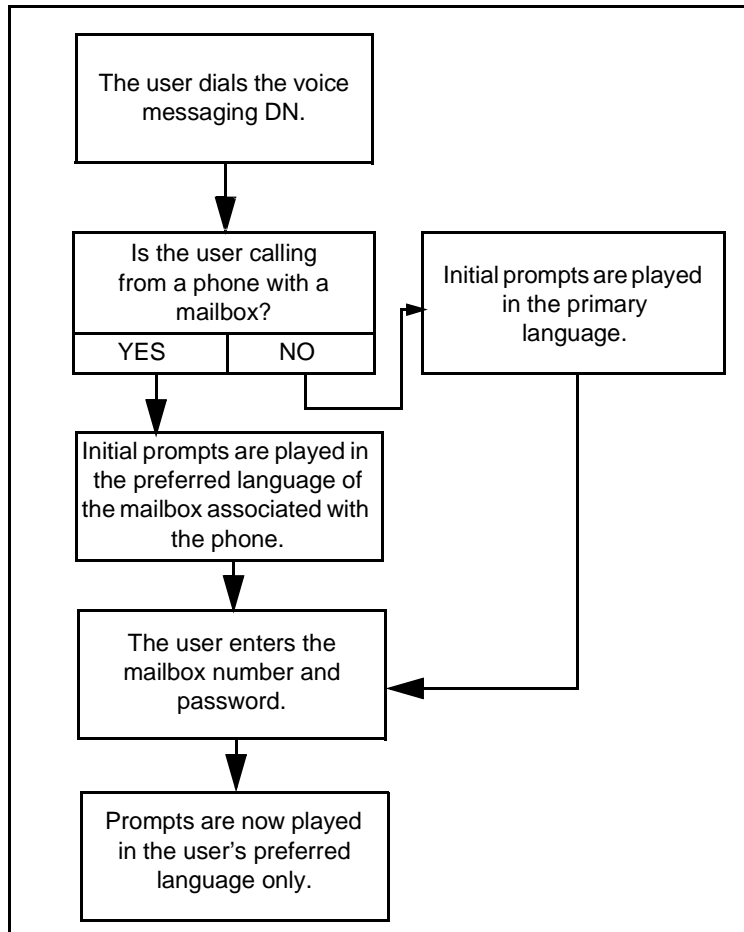 The user dials the voice
messaging DN.
Is the user calling
from a phone with a
mailbox?
YES
NO
Initial prompts are played
in the primary
language.
Initial prompts are played in
the preferred language of
the mailbox associated with
the phone.
The user enters the
mailbox number and
password.
Prompts are now played
in the user's preferred
language only.